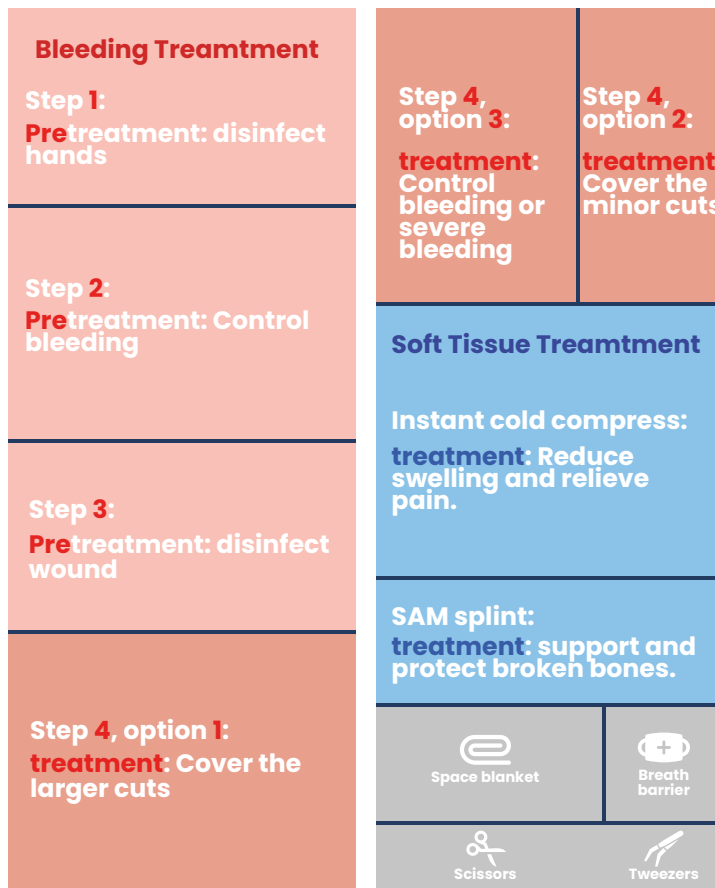 Bleeding Treamtment
Step 1:
Pretreatment: disinfect
hands
Step 2:
Pretreatment: Control
bleeding
Step 3:
Pretreatment: disinfect
wound
Step 4, option 1:
treatment: Cover the
larger cuts
Step 4,
option 3:
treatment:
Control
bleeding or
severe
bleeding
Step 4,
option 2:
treatment
Cover the
minor cuts
Soft Tissue Treamtment
Instant cold compress:
treatment: Reduce
swelling and relieve
pain.
SAM splint:
treatment: support and
protect broken bones.
Space blanket
Breath
barrier
Scissors
Tweezers